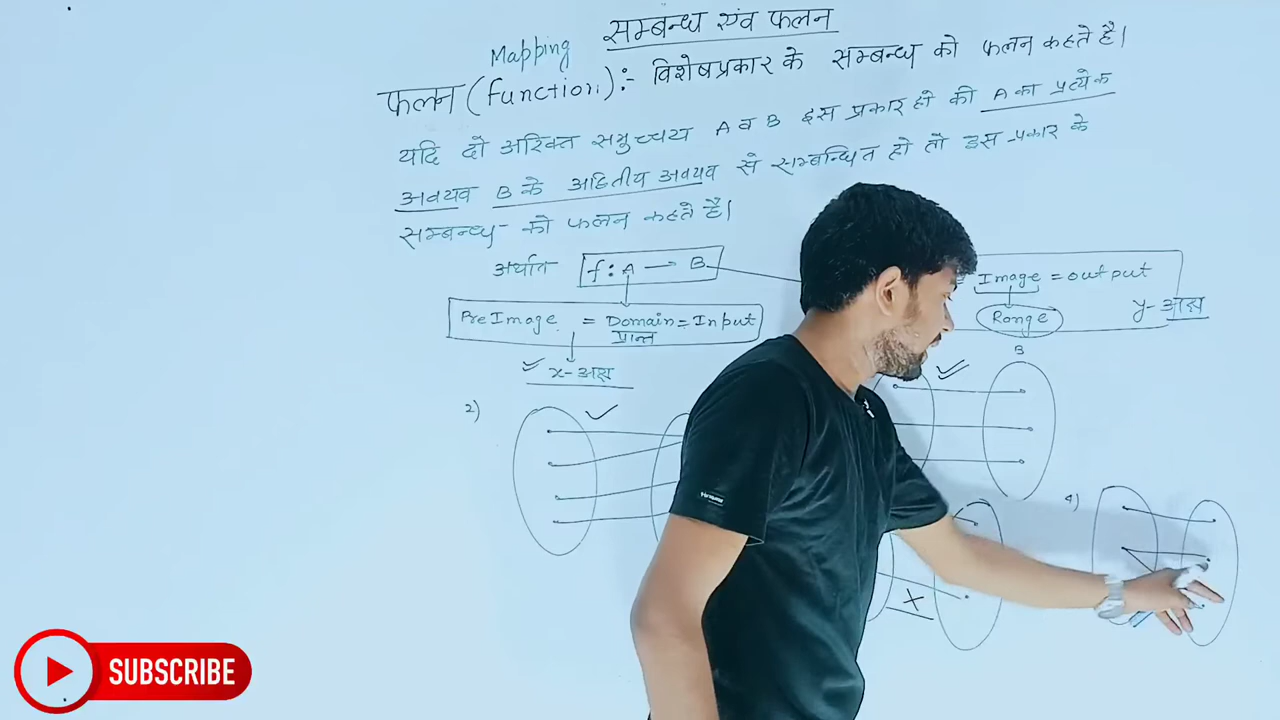 सम्बन्ध एंव फलन
Mapping
फलन (function):- विशेषप्रकार के सम्बन्ध को फलन कहते है।
यदि दो अरिक्त समुच्चय A व B इस प्रकार हो की A का प्रत्येक
अवयव B के अद्वितीय अवयव से सम्बन्धित हो तो इस प्रकार के
सम्बन्ध को फलन कहते है।
अर्थात f : A — B
Image = output
Range
y-अक्ष
Pre Image = Domain = Input
प्रान्त
x-अक्ष
B
2)
4)
SUBSCRIBE